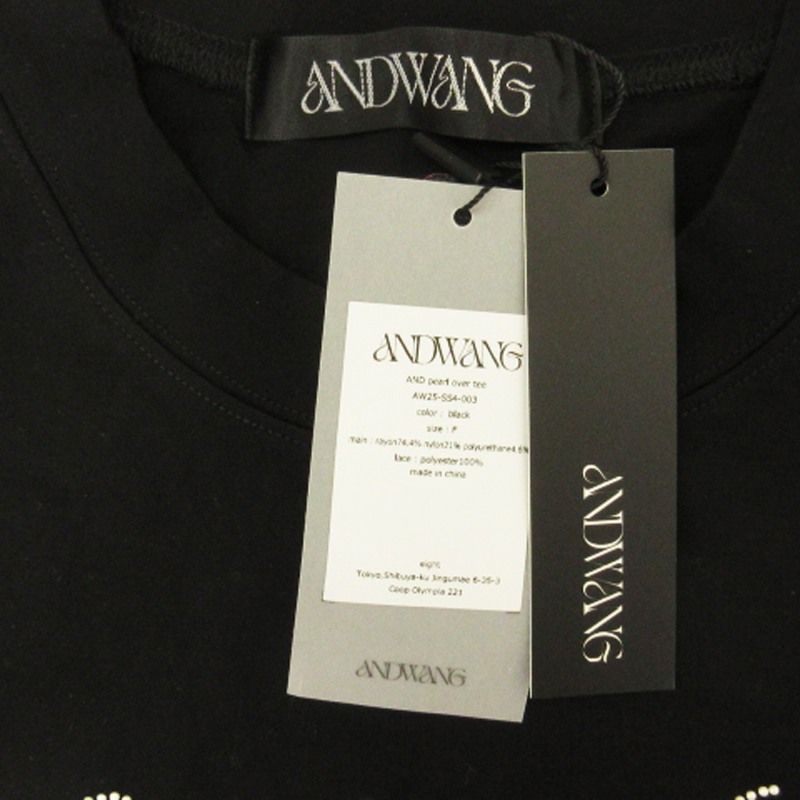 ANDWANG
ANDWANG
AND pearl over tee
AW25-SS4-003
color : black
size : F
main : rayon74.4% nylon21% polyurethane4.6%
lace : polyester100%
made in china
eight
Tokyo,Shibuya-ku Jingumae 6-35-3
Coop Olympia 221
ANDWANG
ANDWANG